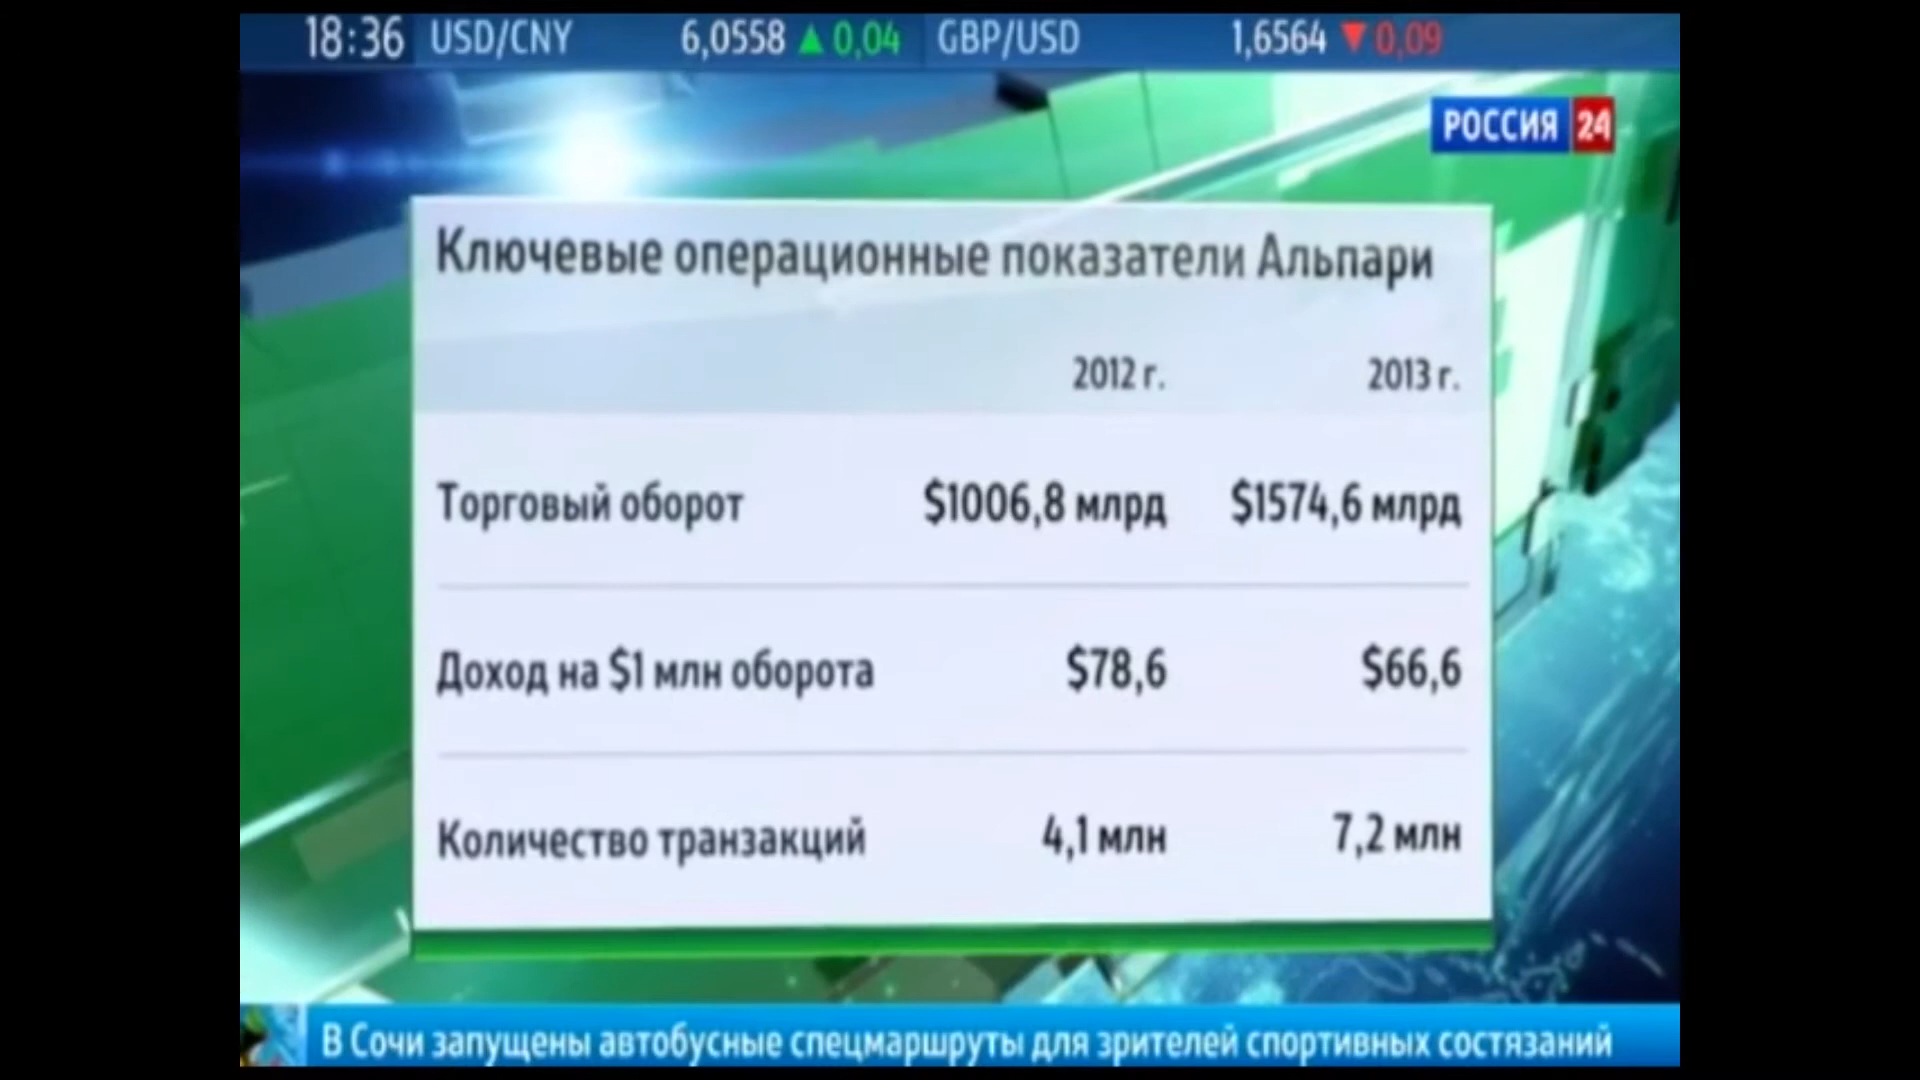 18:36 USD/CNY 6,0558 ▲ 0,04 GBP/USD 1,6564 ▼ 0,09
РОССИЯ 24
Ключевые операционные показатели Альпари
2012 г. 2013 г.
Торговый оборот $1006,8 млрд $1574,6 млрд
Доход на $1 млн оборота $78,6 $66,6
Количество транзакций 4,1 млн 7,2 млн
В Сочи запущены автобусные спецмаршруты для зрителей спортивных состязаний